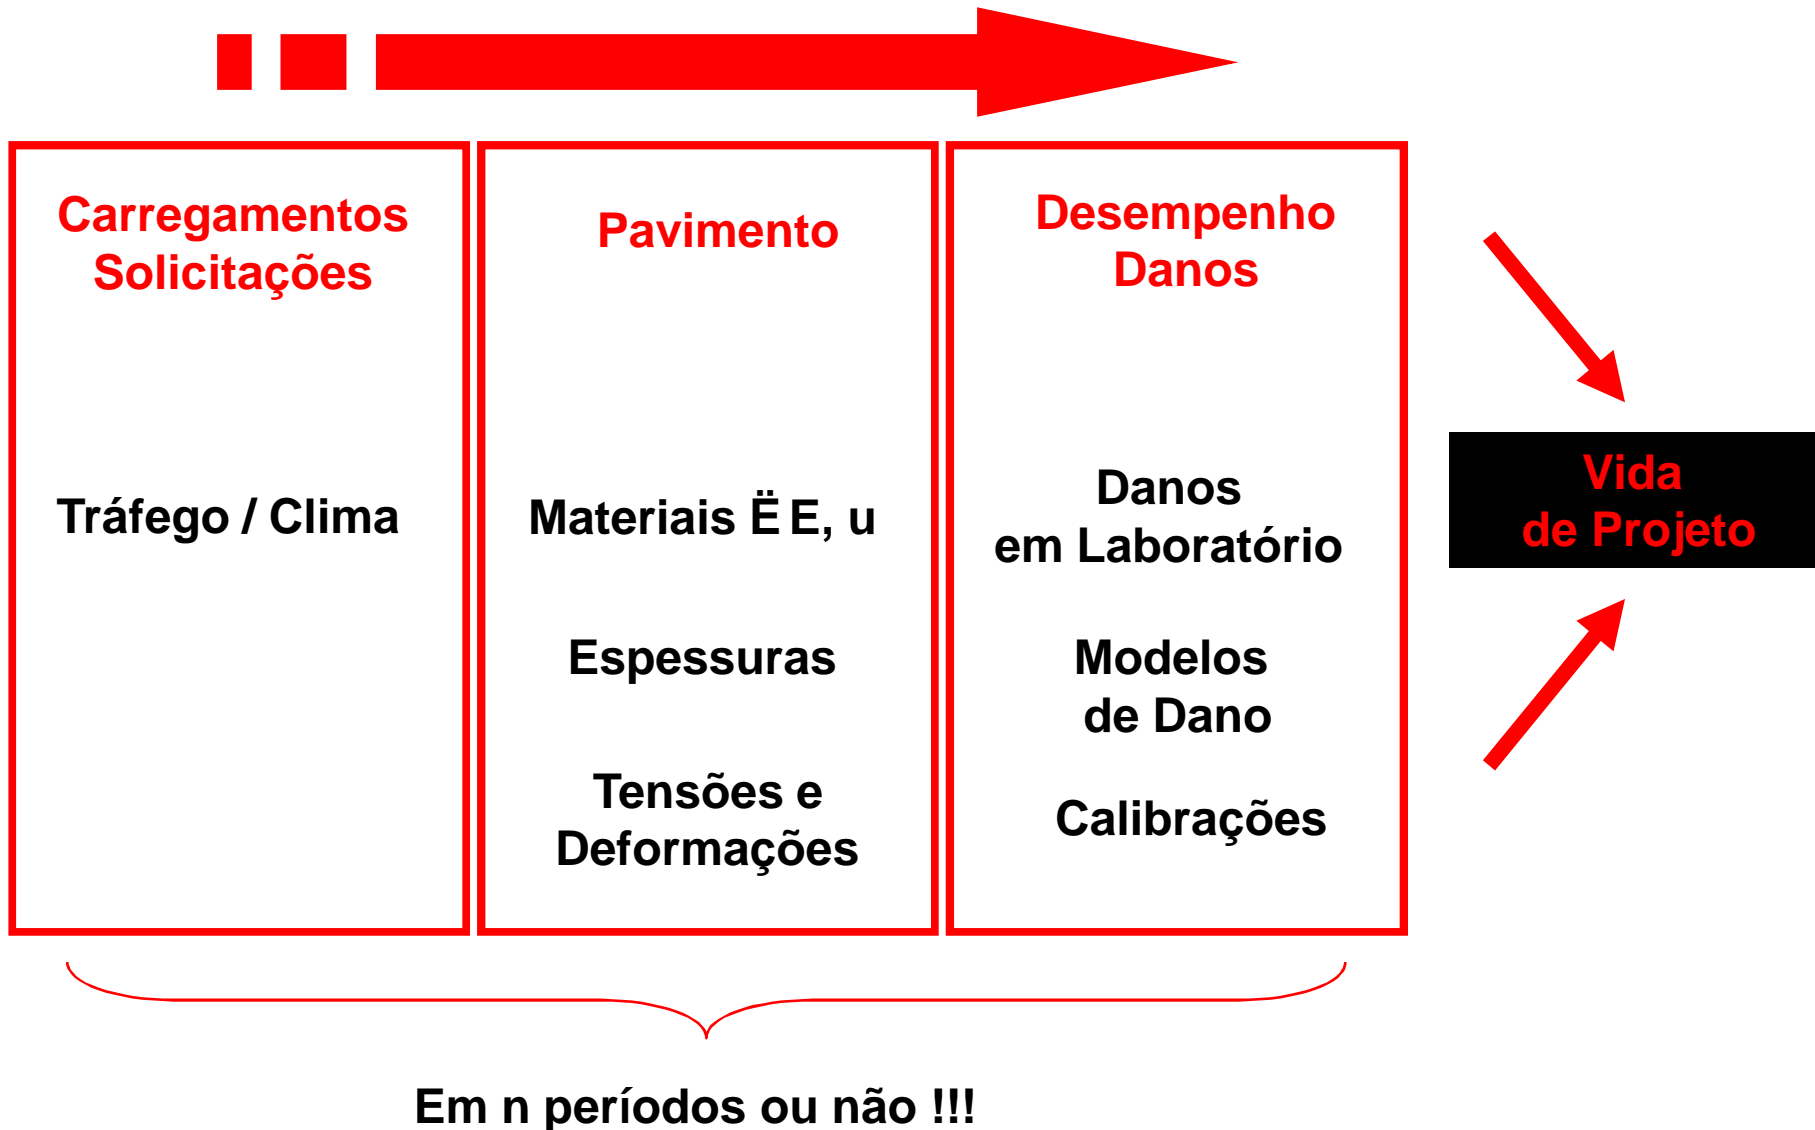 Carregamentos
Solicitações
Tráfego / Clima
Pavimento
Materiais Ë E, u
Espessuras
Tensões e
Deformações
Desempenho
Danos
Danos
em Laboratório
Modelos
de Dano
Calibrações
Vida
de Projeto
Em n períodos ou não !!!